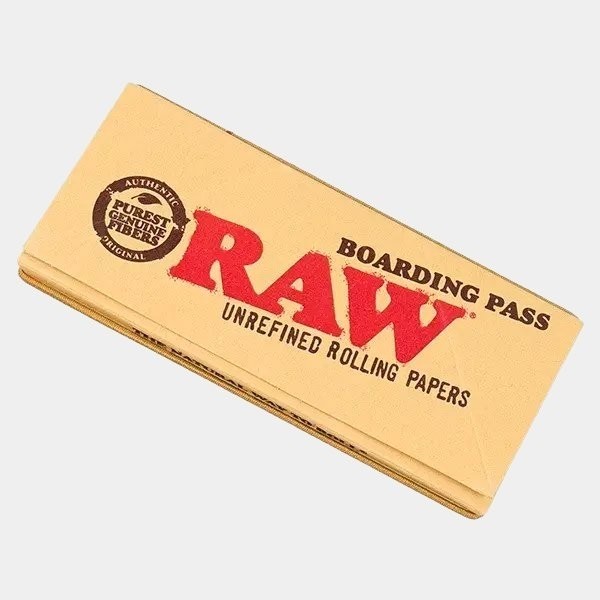 AUTHENTIC
PUREST
GENUINE
FIBERS
ORIGINAL
BOARDING PASS
RAW
UNREFINED ROLLING PAPERS